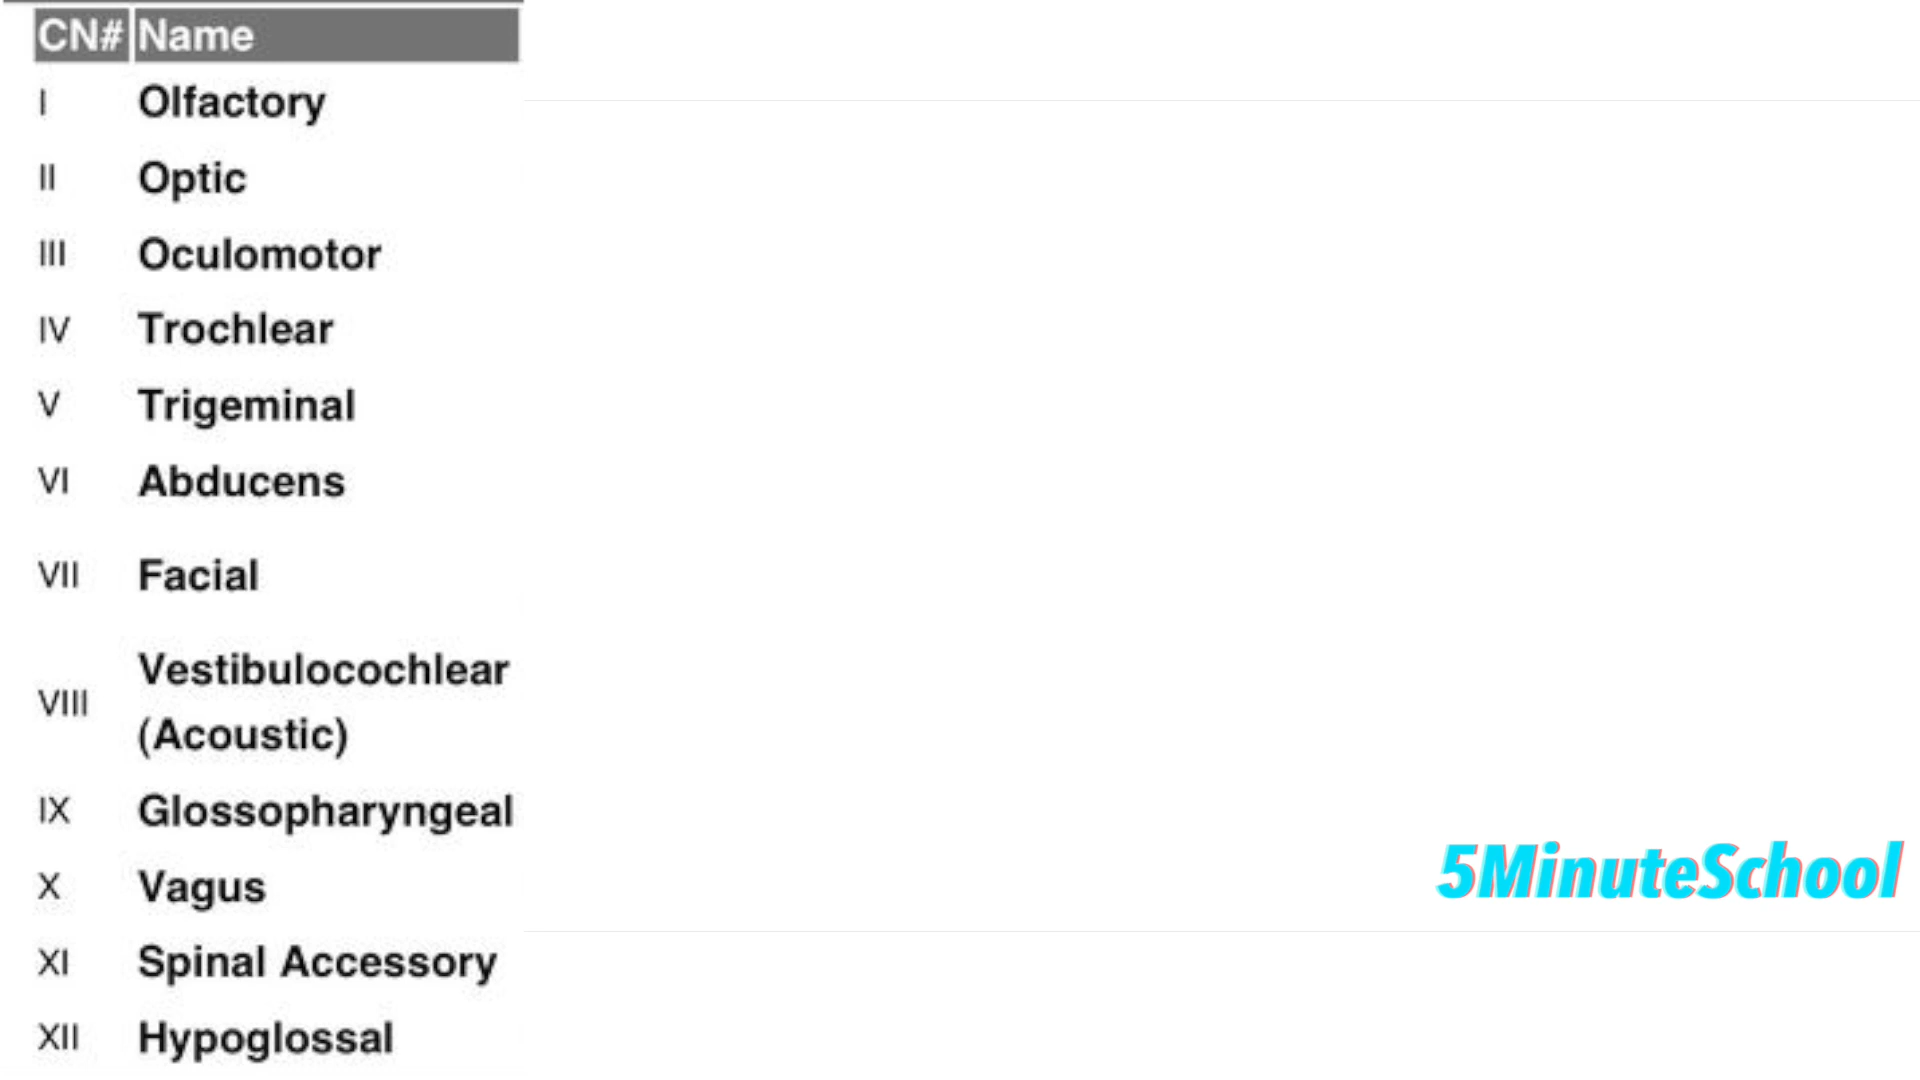 CN# Name
I Olfactory
II Optic
III Oculomotor
IV Trochlear
V Trigeminal
VI Abducens
VII Facial
VIII Vestibulocochlear
(Acoustic)
IX Glossopharyngeal
X Vagus
XI Spinal Accessory
XII Hypoglossal
5MinuteSchool